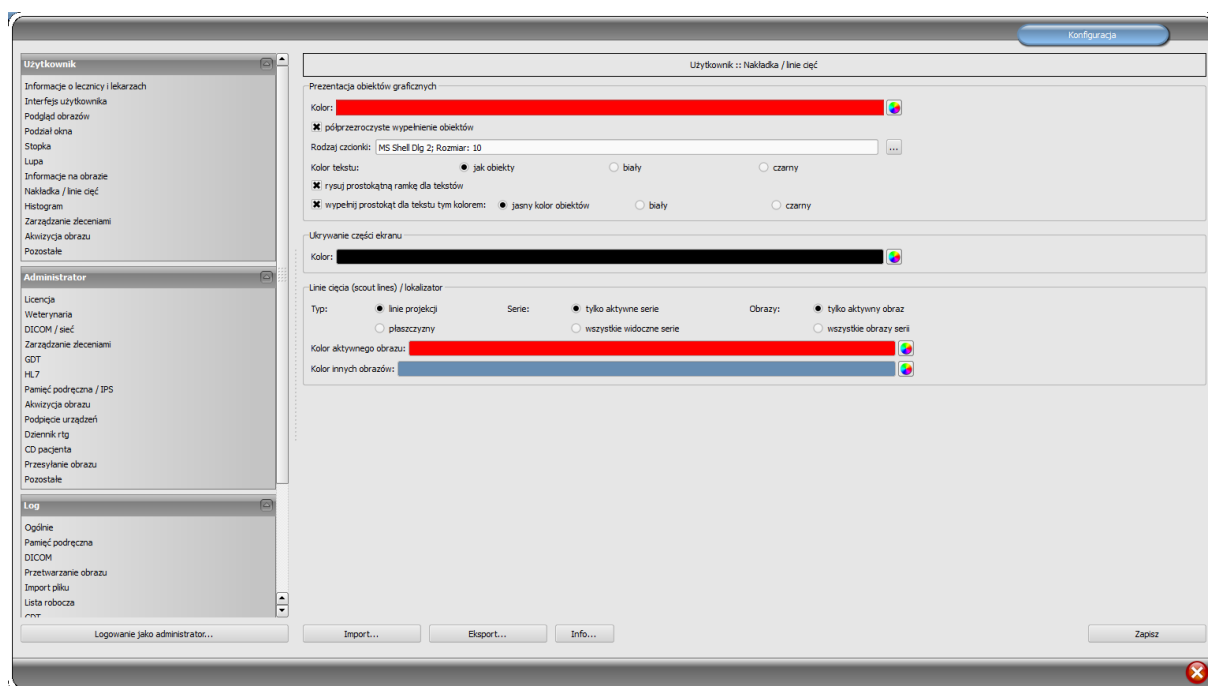 Konfiguracja
Użytkownik
Informacje o lecznicy i lekarzach
Interfejs użytkownika
Podgląd obrazów
Podział okna
Stopka
Lupa
Informacje na obrazie
Nakładka / linie cięć
Histogram
Zarządzanie zleceniami
Akwizycja obrazu
Pozostałe
Administrator
Licencja
Weterynaria
DICOM / sieć
Zarządzanie zleceniami
GDT
HL7
Pamięć podręczna / IPS
Akwizycja obrazu
Podpięcie urządzeń
Dziennik rtg
CD pacjenta
Przesyłanie obrazu
Pozostałe
Log
Ogólnie
Pamięć podręczna
DICOM
Przetwarzanie obrazu
Import pliku
Lista robocza
GDT
Logowanie jako administrator...
Użytkownik :: Nakładka / linie cięć
Prezentacja obiektów graficznych
Kolor:
półprzezroczyste wypełnienie obiektów
Rodzaj czcionki: MS Shell Dlg 2; Rozmiar: 10 ...
Kolor tekstu: jak obiekty biały czarny
rysuj prostokątną ramkę dla tekstów
wypełnij prostokąt dla tekstu tym kolorem: jasny kolor obiektów biały czarny
Ukrywanie części ekranu
Kolor:
Linie cięcia (scout lines) / lokalizator
Typ: linie projekcji Serie: tylko aktywne serie Obrazy: tylko aktywny obraz
płaszczyzny wszystkie widoczne serie wszystkie obrazy serii
Kolor aktywnego obrazu:
Kolor innych obrazów:
Import... Eksport... Info... Zapisz